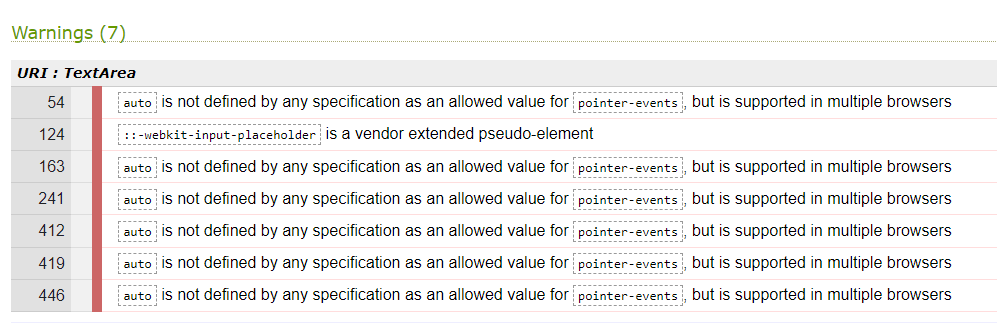 Warnings (7)
URI : TextArea
54 auto is not defined by any specification as an allowed value for pointer-events, but is supported in multiple browsers
124 ::-webkit-input-placeholder is a vendor extended pseudo-element
163 auto is not defined by any specification as an allowed value for pointer-events, but is supported in multiple browsers
241 auto is not defined by any specification as an allowed value for pointer-events, but is supported in multiple browsers
412 auto is not defined by any specification as an allowed value for pointer-events, but is supported in multiple browsers
419 auto is not defined by any specification as an allowed value for pointer-events, but is supported in multiple browsers
446 auto is not defined by any specification as an allowed value for pointer-events, but is supported in multiple browsers